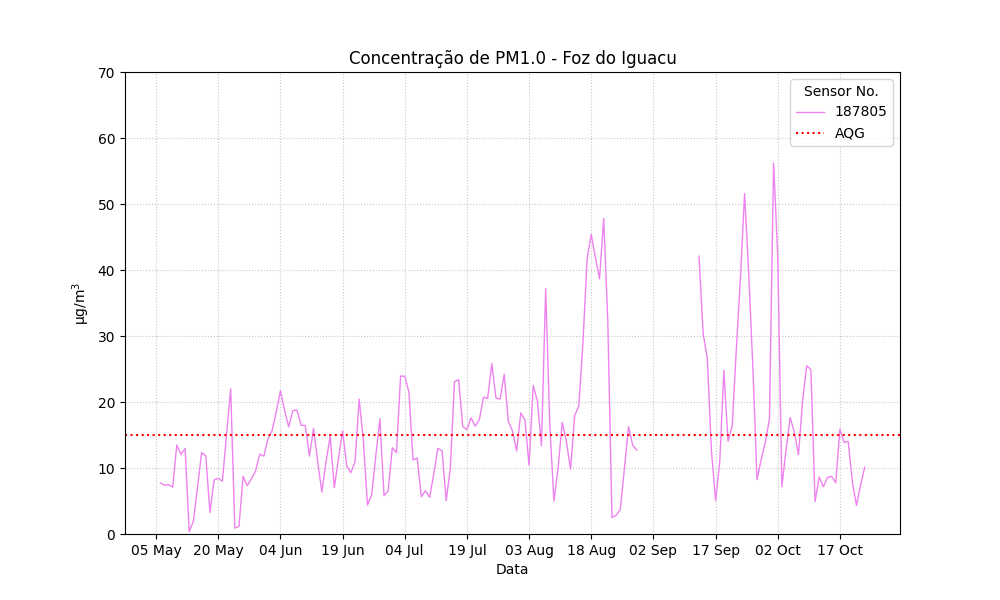 Concentração de PM1.0 - Foz do Iguacu
70
60
50
40
30
20
10
0
µg/m³
Sensor No.
187805
AQG
05 May 20 May 04 Jun 19 Jun 04 Jul 19 Jul 03 Aug 18 Aug 02 Sep 17 Sep 02 Oct 17 Oct
Data